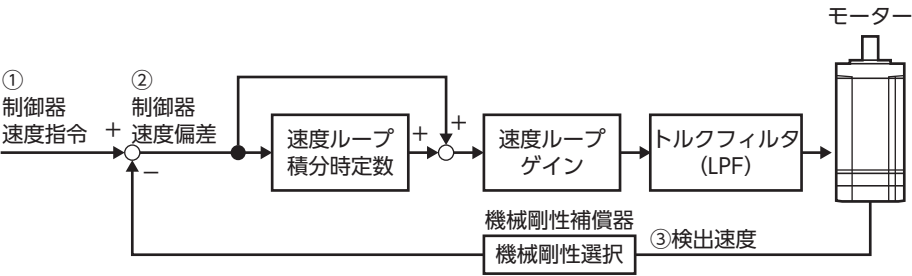 モーター
①
制御器
速度指令
＋
②
制御器
速度偏差
－
速度ループ
積分時定数
＋
＋
速度ループ
ゲイン
トルクフィルタ
(LPF)
機械剛性補償器
機械剛性選択
③検出速度